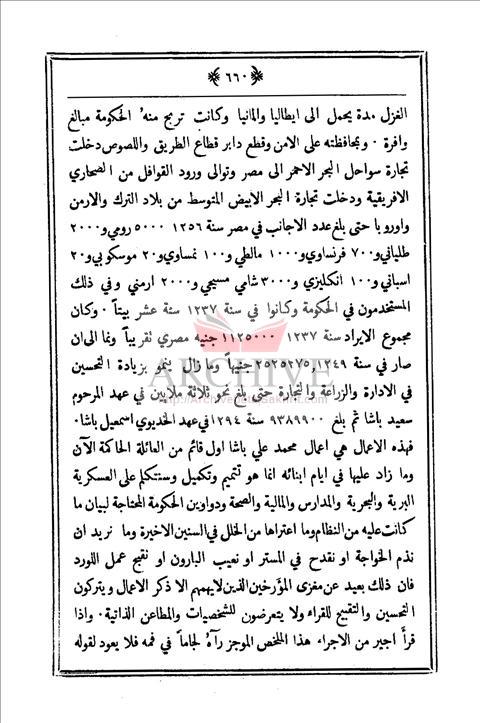 ٦٦٠
الغزل مدة يحمل الى ايطاليا والمانيا وكانت تربح منهُ الحكومة مبالغ
وافرة ٠ وبمحافظته على الامن وقطع دابر قطاع الطريق واللصوص دخلت
تجارة سواحل البحر الاحمر الى مصر وتوالى ورود القوافل من الصحاري
الافريقية ودخلت تجارة البحر الابيض المتوسط من بلاد الترك والارمن
واوروبا حتى بلغ عدد الاجانب في مصر سنة ١٢٥٦ ٥٠٠٠ رومي و٢٠٠٠
طلياني و٧٠٠ فرنساوي و١٠٠٠ مالطي و١٠٠ نمساوي و٢٠ موسكوبي و٢٠
اسباني و١٠٠ انكليزي و٣٠٠٠ شامي مسيحي و٢٠٠٠ ارمني وفي ذلك
المستخدمون في الحكومة وكانوا في سنة ١٢٣٧ ستة عشر بيتاً ٠ وكان
مجموع الايراد سنة ١٢٣٧ ١١٢٥٠٠٠ جنيه مصري تقريباً ونما الى ان
صار في سنة ١٢٤٩ ٢٥٢٥٢٧٥ جنيهاً وما زال ينمو بزيادة التحسين
في الادارة والزراعة والتجارة حتى بلغ نحو ثلاثة ملايين في عهد المرحوم
سعيد باشا ثم بلغ ٩٣٨٩٩٠٠ سنة ١٢٩٤ في عهد الخديوي اسمعيل باشا ٠
فهذه الاعمال هي اعمال محمد علي باشا اول قائم من العائلة الحاكمة الآن
وما زاد عليها في ايام ابنائه انما هو تتميم وتكميل وسنتكلم على العسكرية
البرية والبحرية والمدارس والمالية والصحة ودواوين الحكومة المحتاجة لبيان ما
كانت عليه من النظام وما اعتراها من الخلل في السنين الاخيرة وما نريد ان
نذم الخواجة او نقدح في المستر او نعيب البارون او نقبح عمل اللورد
فان ذلك بعيد عن مغزى المؤرخين الذين لا يهمهم الا ذكر الاعمال ويتركون
التحسين والتقبيح للقراء ولا يتعرضون للشخصيات والمطاعن الذاتية ٠ واذا
قرأ اجير من الاجراء هذا الملخص الموجز رآهُ لجاماً في فمه فلا يعود لقوله
ARCHIVE